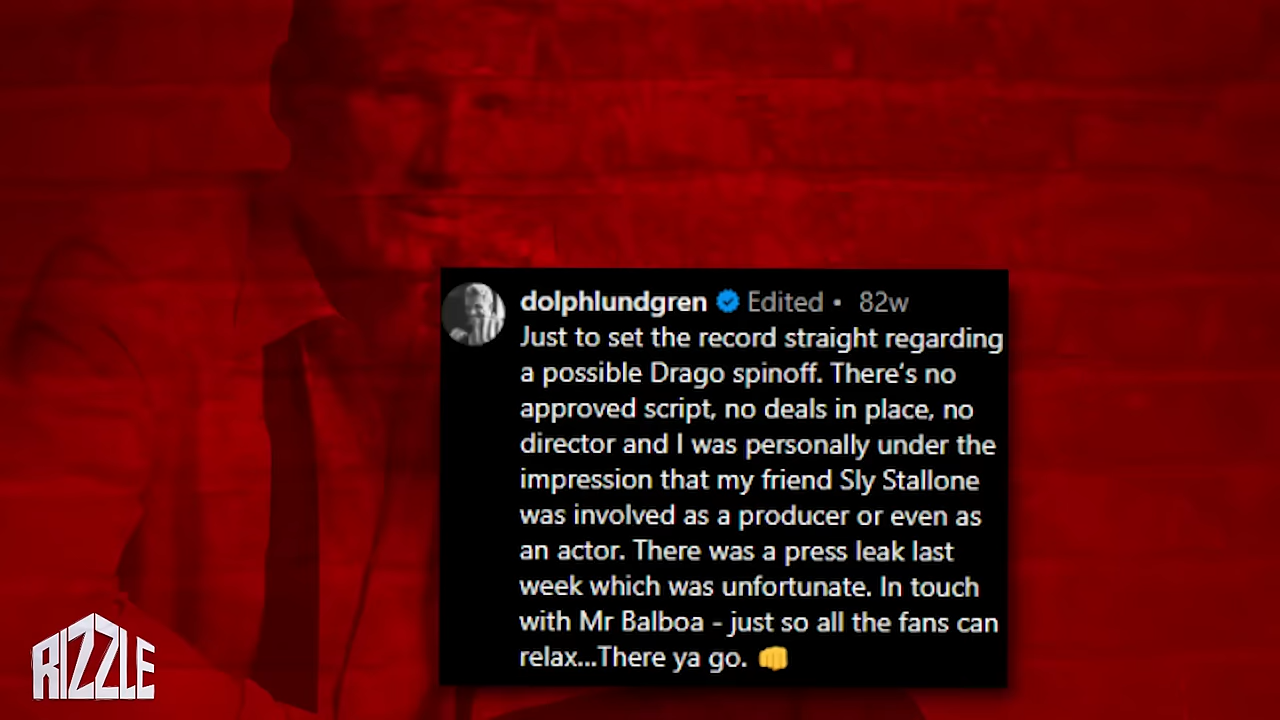 dolphlundgren Edited • 82w
Just to set the record straight regarding
a possible Drago spinoff. There's no
approved script, no deals in place, no
director and I was personally under the
impression that my friend Sly Stallone
was involved as a producer or even as
an actor. There was a press leak last
week which was unfortunate. In touch
with Mr Balboa - just so all the fans can
relax...There ya go. 👊
RIZZLE